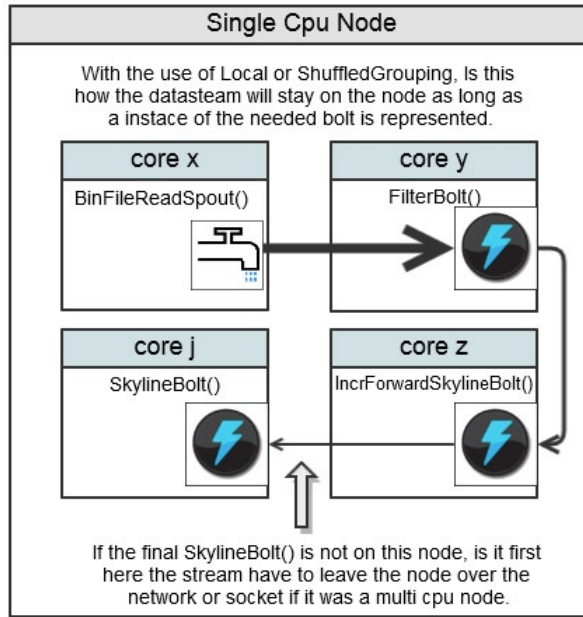 Single Cpu Node
With the use of Local or ShuffledGrouping, Is this
how the datasteam will stay on the node as long as
a instace of the needed bolt is represented.
core x
BinFileReadSpout()
core y
FilterBolt()
core j
SkylineBolt()
core z
IncrForwardSkylineBolt()
If the final SkylineBolt() is not on this node, is it first
here the stream have to leave the node over the
network or socket if it was a multi cpu node.